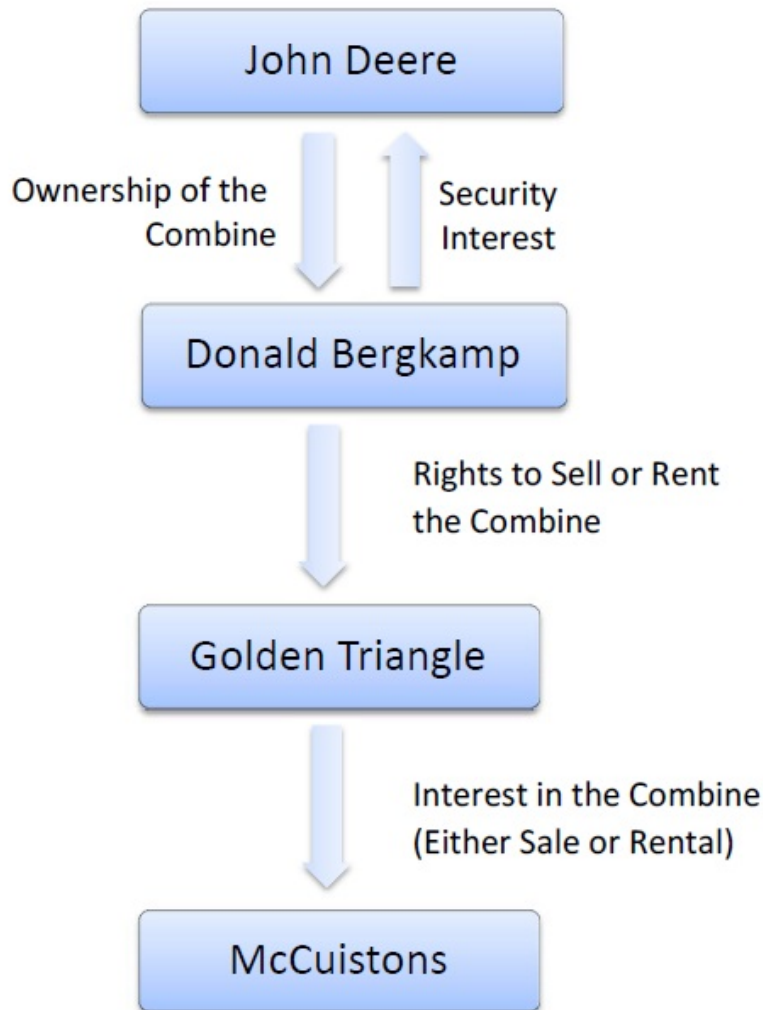 John Deere
Ownership of the
Combine
Security
Interest
Donald Bergkamp
Rights to Sell or Rent
the Combine
Golden Triangle
Interest in the Combine
(Either Sale or Rental)
McCuistons